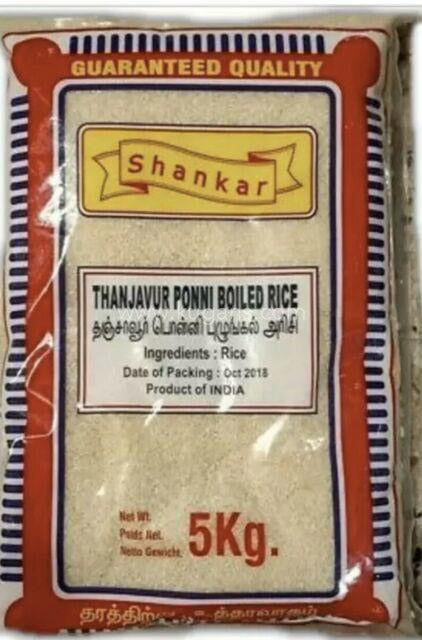 GUARANTEED QUALITY
Shankar
THANJAVUR PONNI BOILED RICE
தஞ்சாவூர் பொன்னி புழுங்கல் அரிசி
Ingredients : Rice
Date of Packing : Oct 2018
Product of INDIA
Net Wt.
Poids Net.
Netto Gewicht.
5Kg.